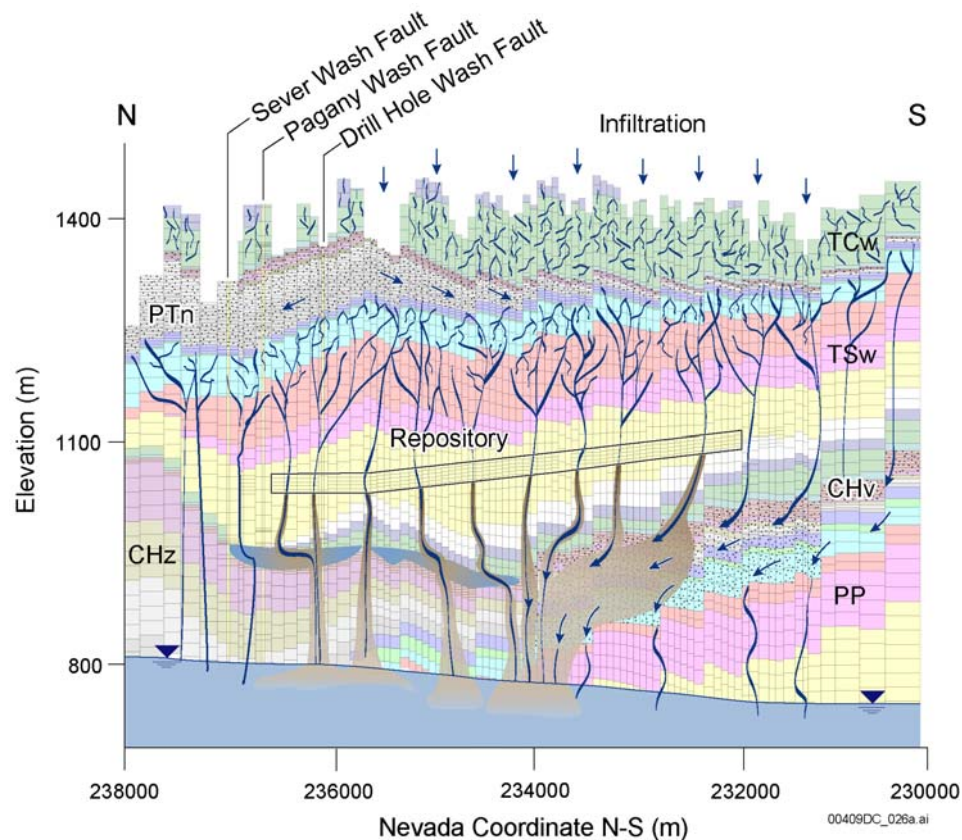 Sever Wash Fault
Pagany Wash Fault
Drill Hole Wash Fault
N
Infiltration
S
1400
TCw
PTn
TSw
Elevation (m)
1100
Repository
CHv
CHz
PP
800
238000
236000
234000
232000
230000
00409DC_026a.ai
Nevada Coordinate N-S (m)